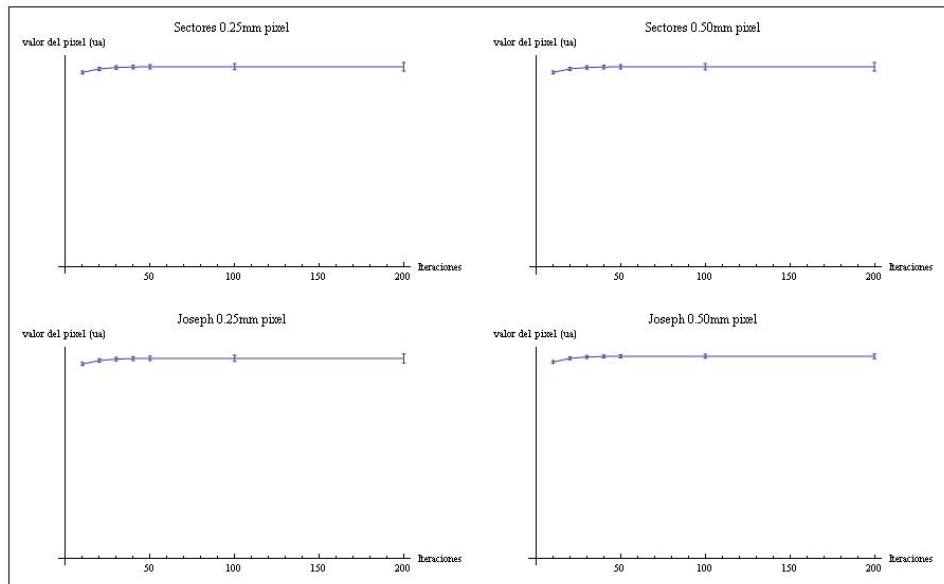 Sectores 0.25mm pixel
valor del pixel (ua)
Iteraciones
50 100 150 200
Sectores 0.50mm pixel
valor del pixel (ua)
Iteraciones
50 100 150 200
Joseph 0.25mm pixel
valor del pixel (ua)
Iteraciones
50 100 150 200
Joseph 0.50mm pixel
valor del pixel (ua)
Iteraciones
50 100 150 200